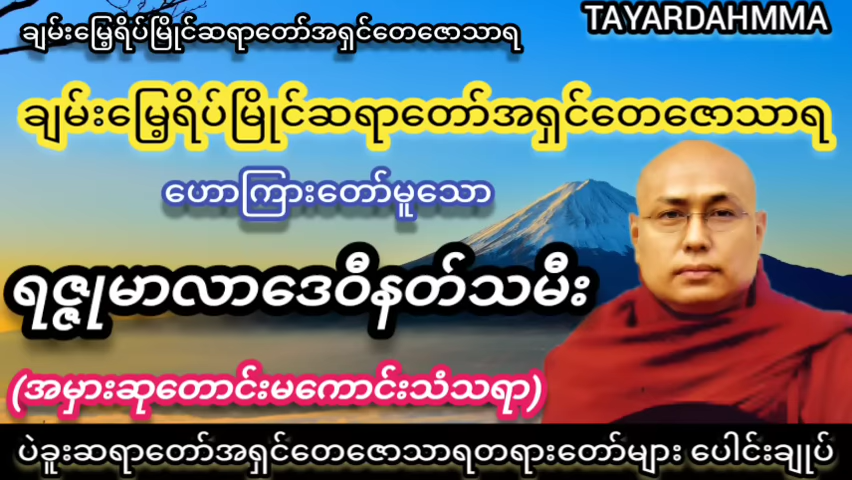 TAYARDAHMMA
ချမ်းမြေ့ရိပ်မြိုင်ဆရာတော်အရှင်တေဇောသာရ
ချမ်းမြေ့ရိပ်မြိုင်ဆရာတော်အရှင်တေဇောသာရ
ဟောကြားတော်မူသော
ရဇ္ဇုမာလာဒေဝီနတ်သမီး
(အမှားဆုတောင်းမကောင်းသံသရာ)
ပဲခူးဆရာတော်အရှင်တေဇောသာရတရားတော်များ ပေါင်းချုပ်